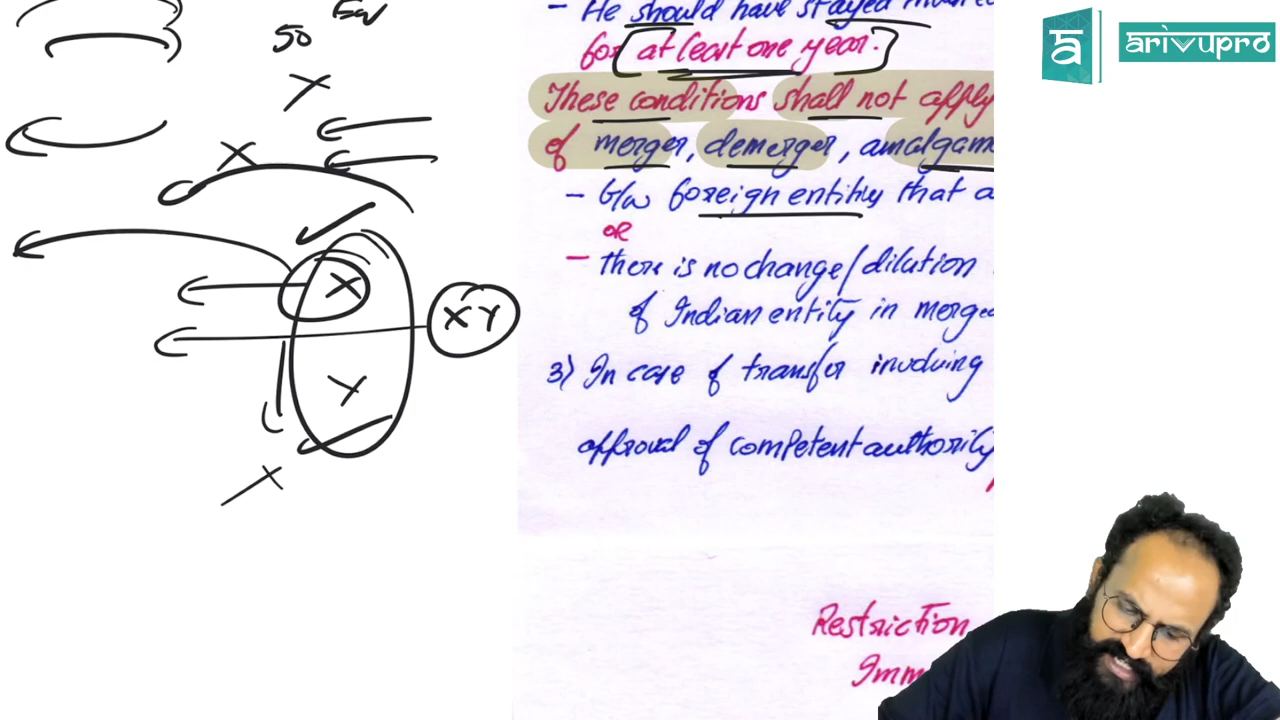 - He should have stayed
for at least one year.
These conditions shall not apply
of merger, demerger, amalgam
- b/w foreign entities that a
OR
- there is no change/dilution
of Indian entity in merge
3) In case of transfer involving
approval of competent authority
Restriction
Imm
50
X
X
X
XY
Y
X
ā
arivupro